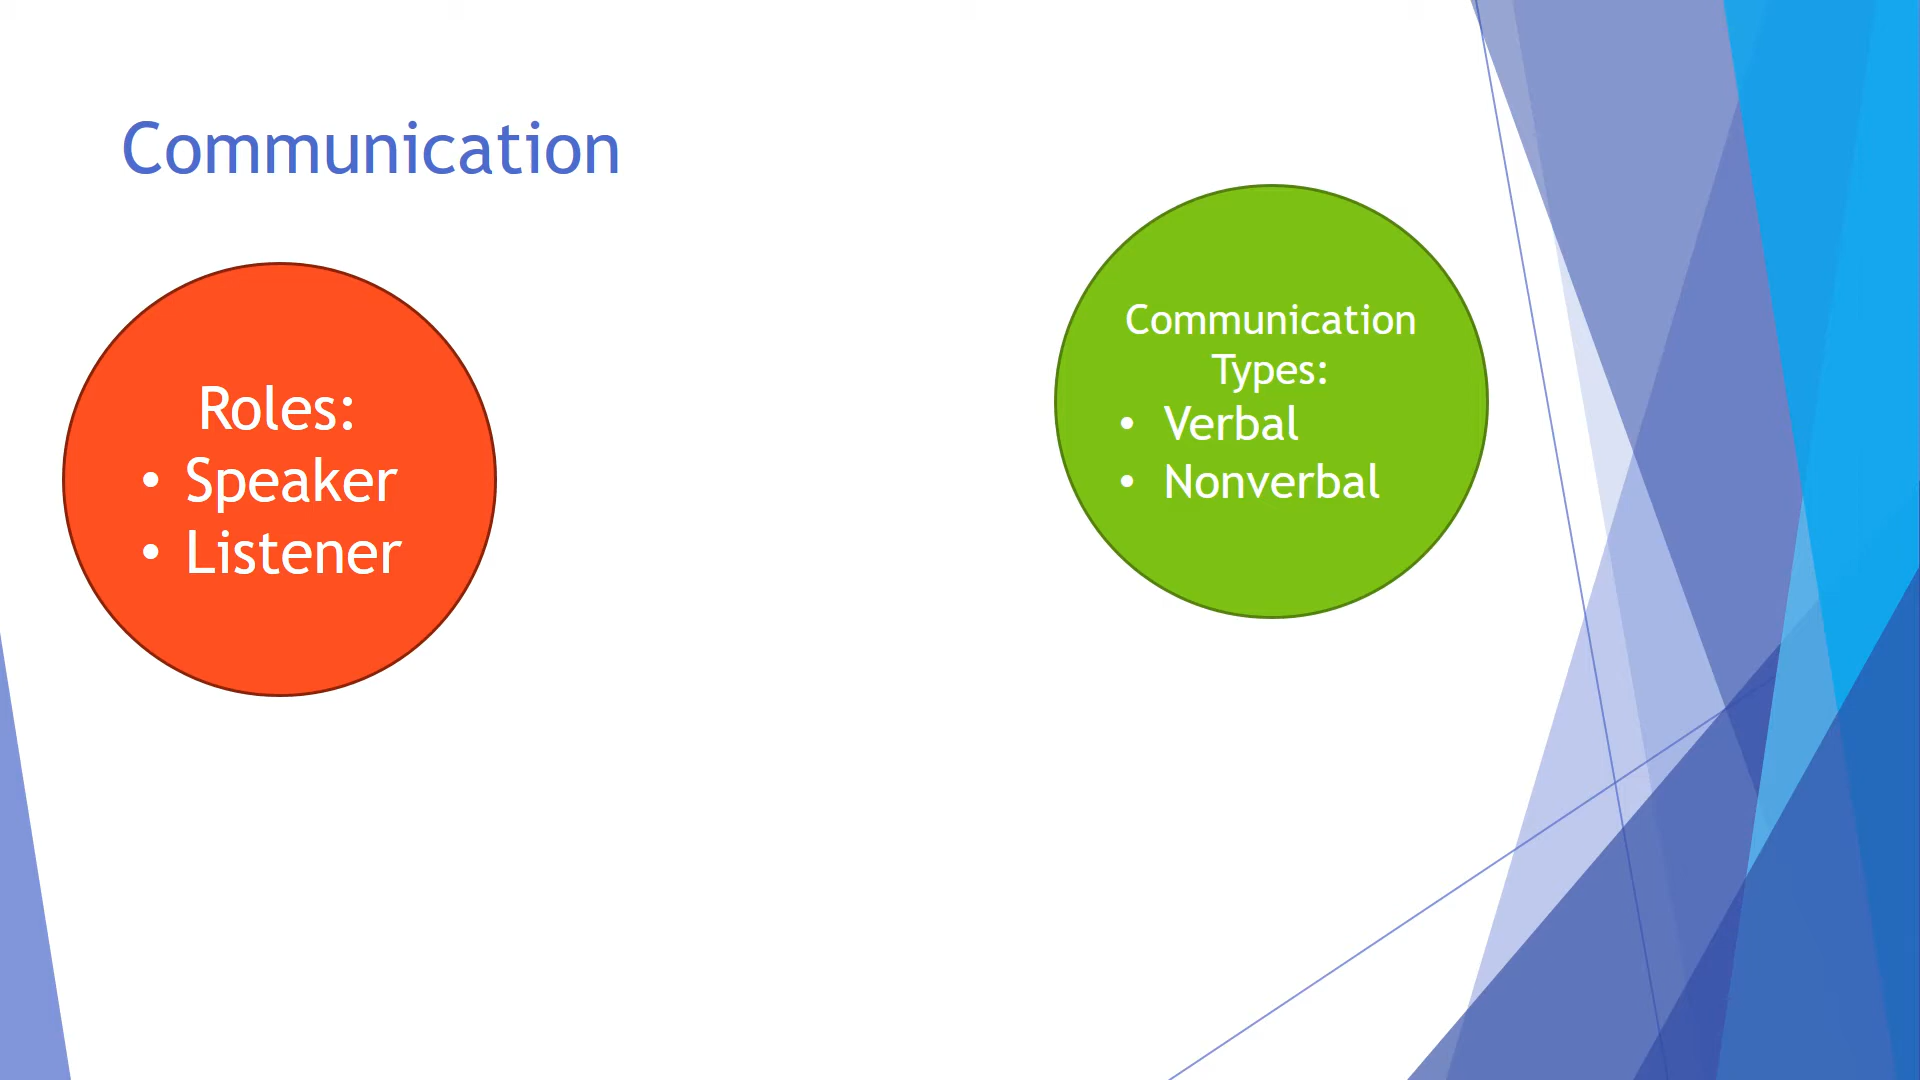 Communication
Roles:
• Speaker
• Listener
Communication
Types:
• Verbal
• Nonverbal